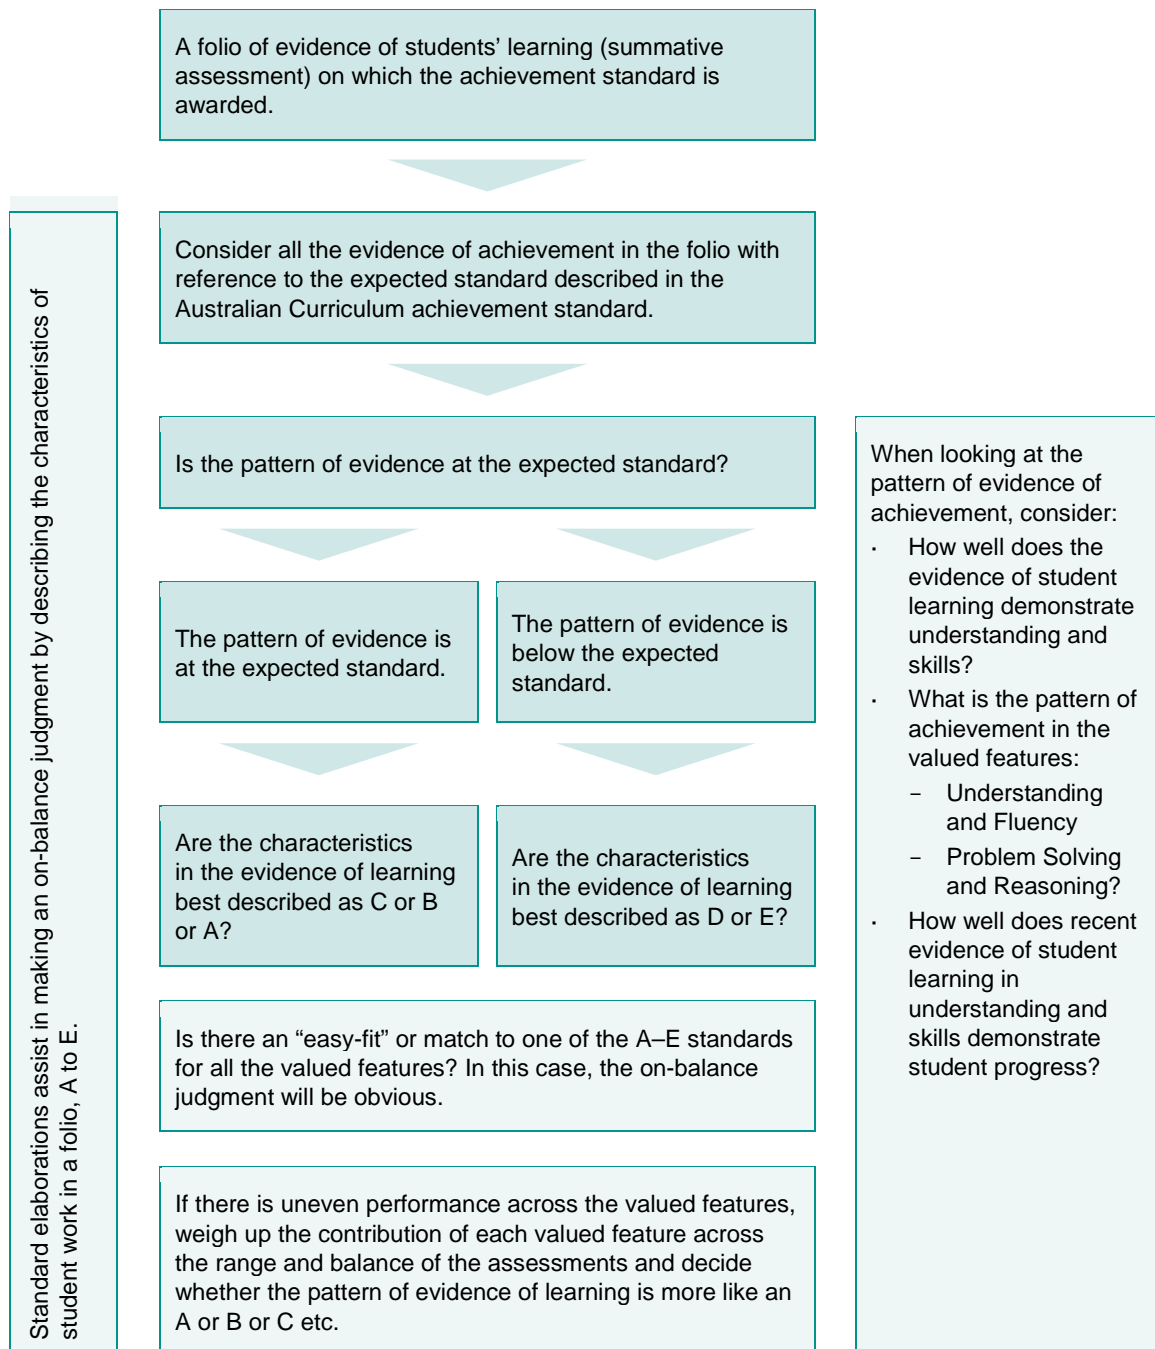 A folio of evidence of students’ learning (summative
assessment) on which the achievement standard is
awarded.
Standard elaborations assist in making an on-balance judgment by describing the characteristics of
student work in a folio, A to E.
Consider all the evidence of achievement in the folio with
reference to the expected standard described in the
Australian Curriculum achievement standard.
Is the pattern of evidence at the expected standard?
The pattern of evidence is
at the expected standard.
The pattern of evidence is
below the expected
standard.
Are the characteristics
in the evidence of learning
best described as C or B
or A?
Are the characteristics
in the evidence of learning
best described as D or E?
Is there an “easy-fit” or match to one of the A–E standards
for all the valued features? In this case, the on-balance
judgment will be obvious.
If there is uneven performance across the valued features,
weigh up the contribution of each valued feature across
the range and balance of the assessments and decide
whether the pattern of evidence of learning is more like an
A or B or C etc.
When looking at the
pattern of evidence of
achievement, consider:
· How well does the
evidence of student
learning demonstrate
understanding and
skills?
· What is the pattern of
achievement in the
valued features:
– Understanding
and Fluency
– Problem Solving
and Reasoning?
· How well does recent
evidence of student
learning in
understanding and
skills demonstrate
student progress?